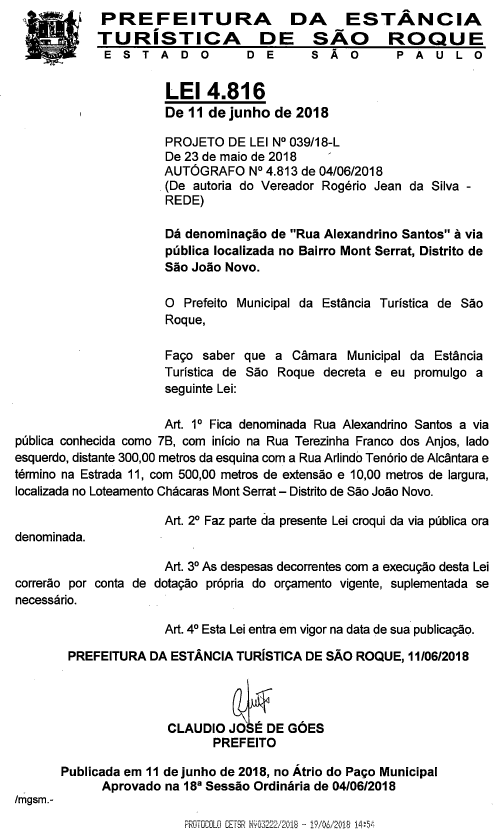 PREFEITURA DA ESTÂNCIA
TURÍSTICA DE SÃO ROQUE
ESTADO DE SÃO PAULO
LEI 4.816
De 11 de junho de 2018
PROJETO DE LEI Nº 039/18-L
De 23 de maio de 2018
AUTÓGRAFO Nº 4.813 de 04/06/2018
(De autoria do Vereador Rogério Jean da Silva -
REDE)
Dá denominação de "Rua Alexandrino Santos" à via
pública localizada no Bairro Mont Serrat, Distrito de
São João Novo.
O Prefeito Municipal da Estância Turística de São
Roque,
Faço saber que a Câmara Municipal da Estância
Turística de São Roque decreta e eu promulgo a
seguinte Lei:
Art. 1º Fica denominada Rua Alexandrino Santos a via
pública conhecida como 7B, com início na Rua Terezinha Franco dos Anjos, lado
esquerdo, distante 300,00 metros da esquina com a Rua Arlindo Tenório de Alcântara e
término na Estrada 11, com 500,00 metros de extensão e 10,00 metros de largura,
localizada no Loteamento Chácaras Mont Serrat – Distrito de São João Novo.
Art. 2º Faz parte da presente Lei croqui da via pública ora
denominada.
Art. 3º As despesas decorrentes com a execução desta Lei
correrão por conta de dotação própria do orçamento vigente, suplementada se
necessário.
Art. 4º Esta Lei entra em vigor na data de sua publicação.
PREFEITURA DA ESTÂNCIA TURÍSTICA DE SÃO ROQUE, 11/06/2018
CLAUDIO JOSÉ DE GÓES
PREFEITO
Publicada em 11 de junho de 2018, no Átrio do Paço Municipal
Aprovado na 18ª Sessão Ordinária de 04/06/2018
/mgsm.-
PROTOCOLO CETSR Nº03222/2018 - 19/06/2018 14:54